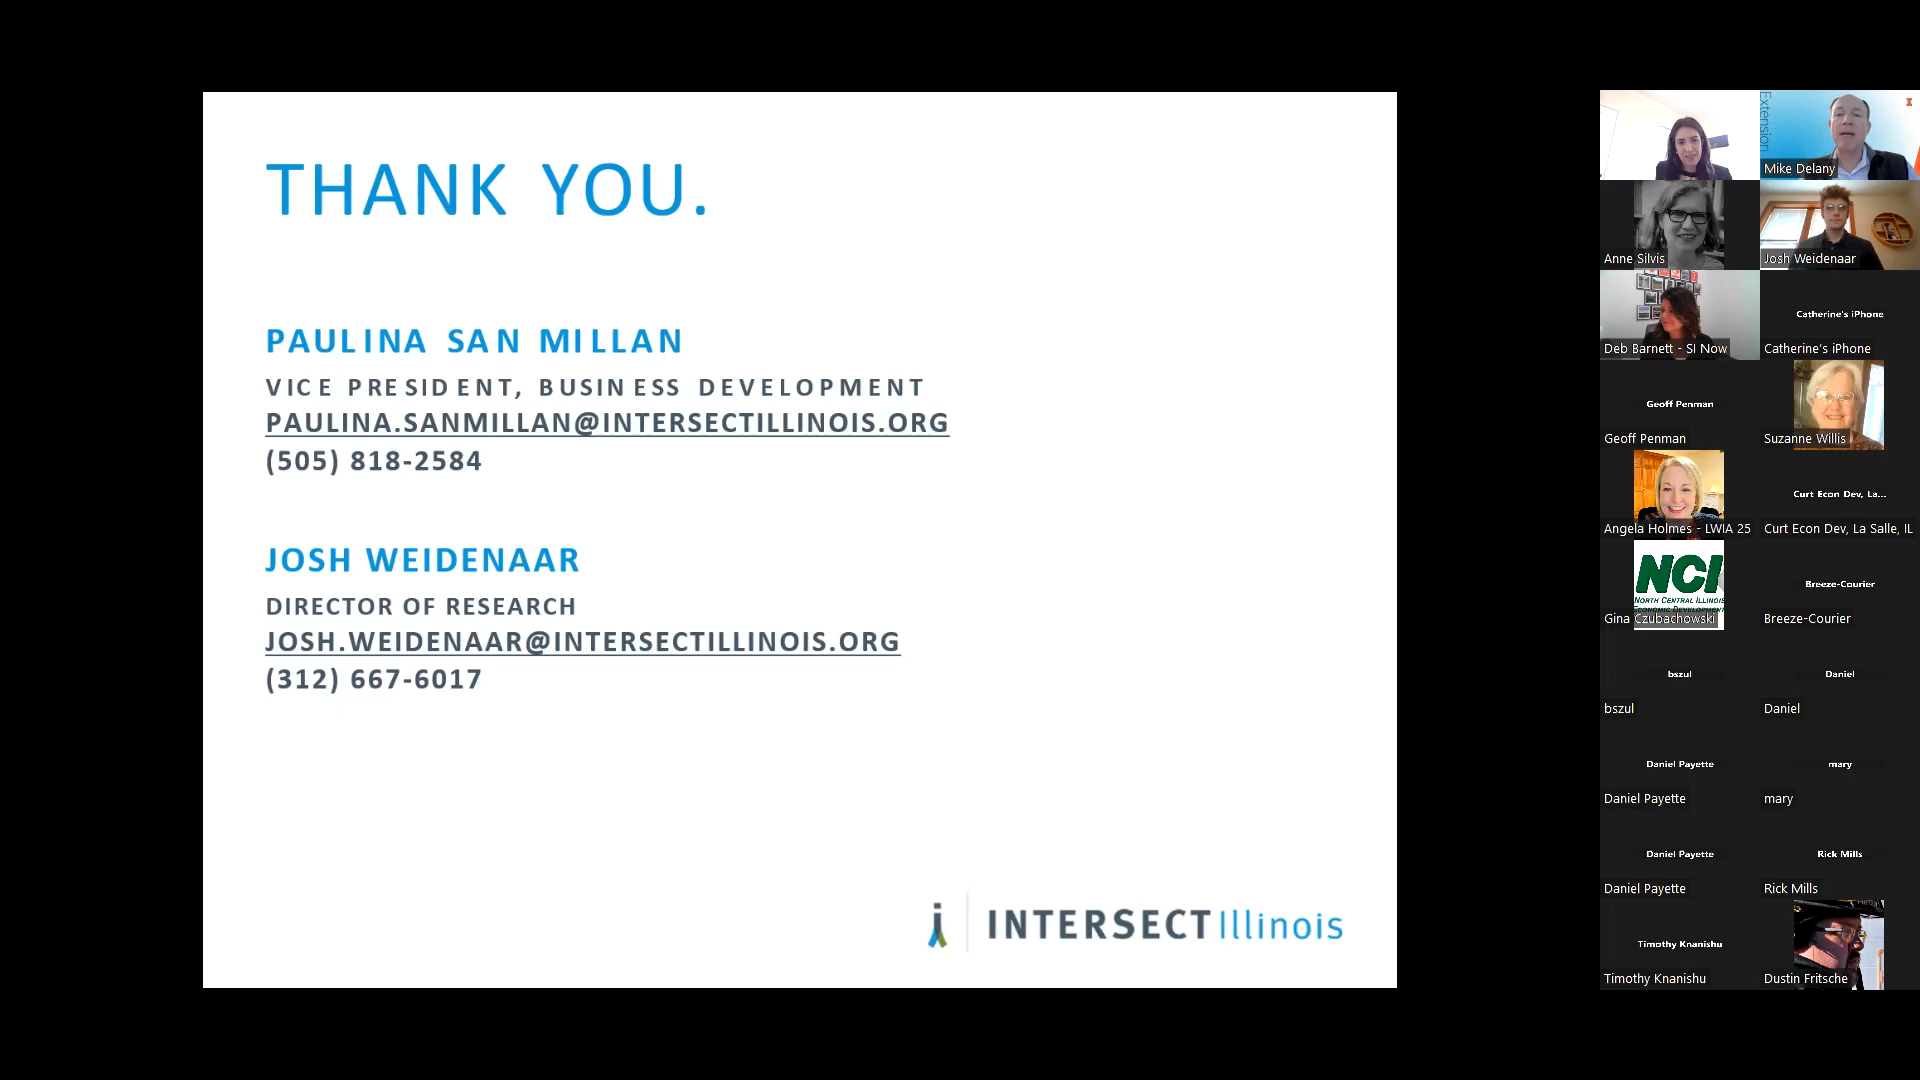 THANK YOU.
PAULINA SAN MILLAN
VICE PRESIDENT, BUSINESS DEVELOPMENT
PAULINA.SANMILLAN@INTERSECTILLINOIS.ORG
(505) 818-2584
JOSH WEIDENAAR
DIRECTOR OF RESEARCH
JOSH.WEIDENAAR@INTERSECTILLINOIS.ORG
(312) 667-6017
INTERSECT Illinois
Extension
Mike Delany
Anne Silvis
Josh Weidenaar
Deb Barnett - SI Now
Catherine's iPhone
Catherine's iPhone
Geoff Penman
Geoff Penman
Suzanne Willis
Angela Holmes - LWIA 25
Curt Econ Dev, La...
Curt Econ Dev, La Salle, IL
NCI
NORTH CENTRAL ILLINOIS
ECONOMIC DEVELOPMENT
Gina Czubachowski
Breeze-Courier
Breeze-Courier
bszul
bszul
Daniel
Daniel
Daniel Payette
Daniel Payette
mary
mary
Daniel Payette
Daniel Payette
Rick Mills
Rick Mills
Timothy Knanishu
Timothy Knanishu
Dustin Fritsche